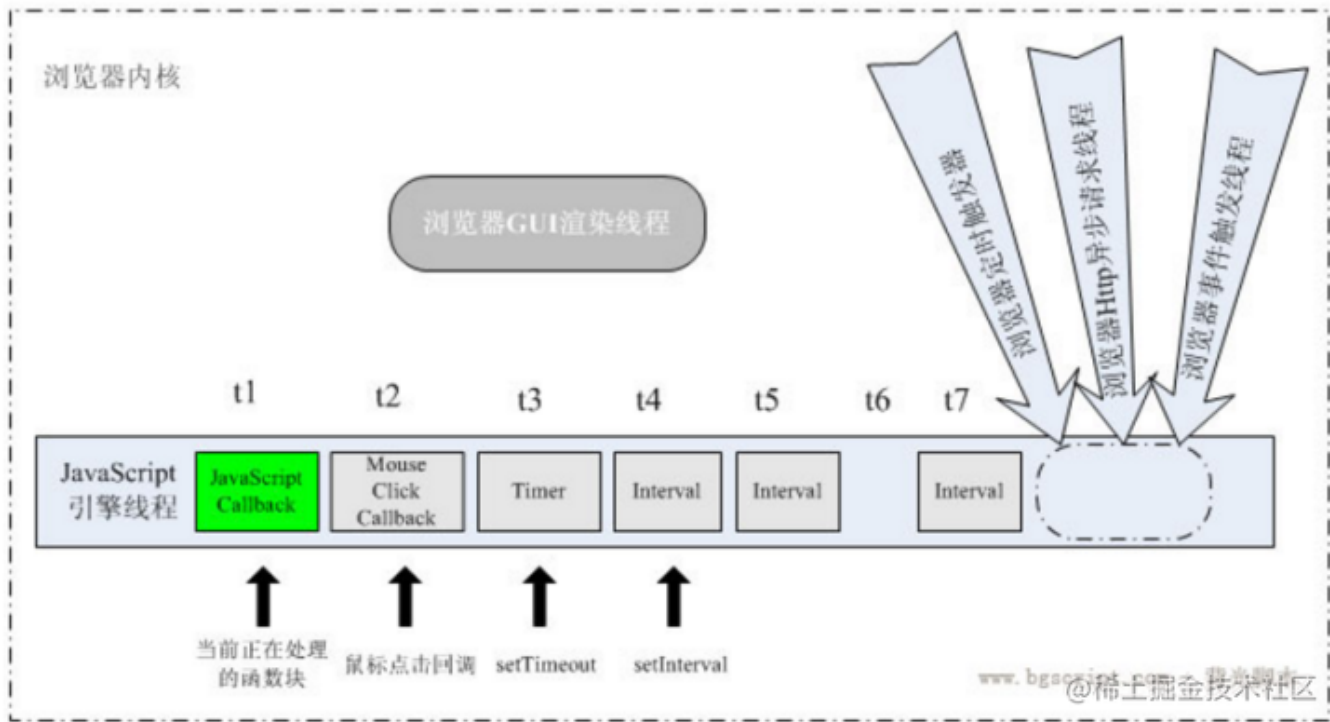 浏览器内核
浏览器GUI渲染线程
浏览器定时触发器
浏览器Http异步请求线程
浏览器事件触发线程
t1
t2
t3
t4
t5
t6
t7
JavaScript
引擎线程
JavaScript
Callback
Mouse
Click
Callback
Timer
Interval
Interval
Interval
当前正在处理
的函数块
鼠标点击回调
setTimeout
setInterval
www.bgscript.com
@稀土掘金技术社区